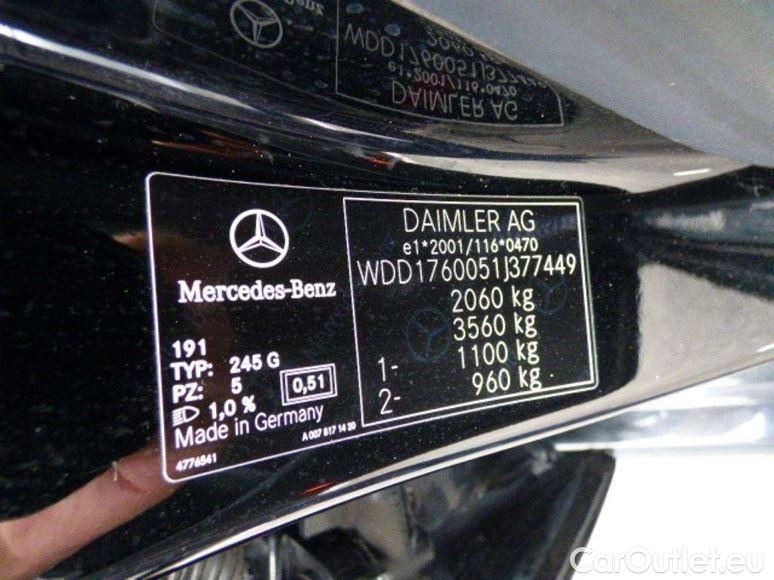 Mercedes-Benz
191
TYP: 245 G
PZ: 5
0,51
1,0 %
Made in Germany
A 007 817 14 20
4776541
DAIMLER AG
e1*2001/116*0470
WDD1760051J377449
2060 kg
3560 kg
1- 1100 kg
2- 960 kg
CarOutlet.eu